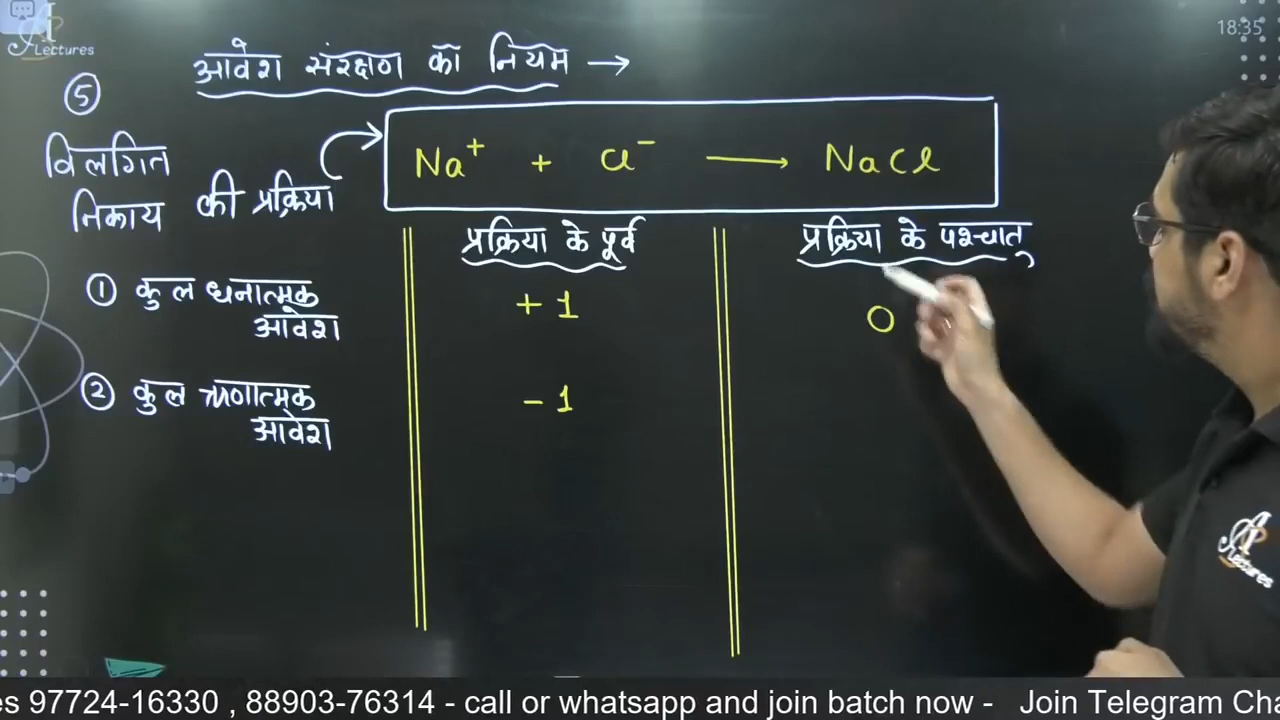 AP Lectures
18:35
⑤ आवेश संरक्षण का नियम →
विलगित निकाय की प्रक्रिया
Na⁺ + Cl⁻ ⟶ NaCl
प्रक्रिया के पूर्व
प्रक्रिया के पश्चात्
① कुल धनात्मक आवेश
+1
0
② कुल ऋणात्मक आवेश
-1
Lectures
es 97724-16330 , 88903-76314 - call or whatsapp and join batch now - Join Telegram Cha